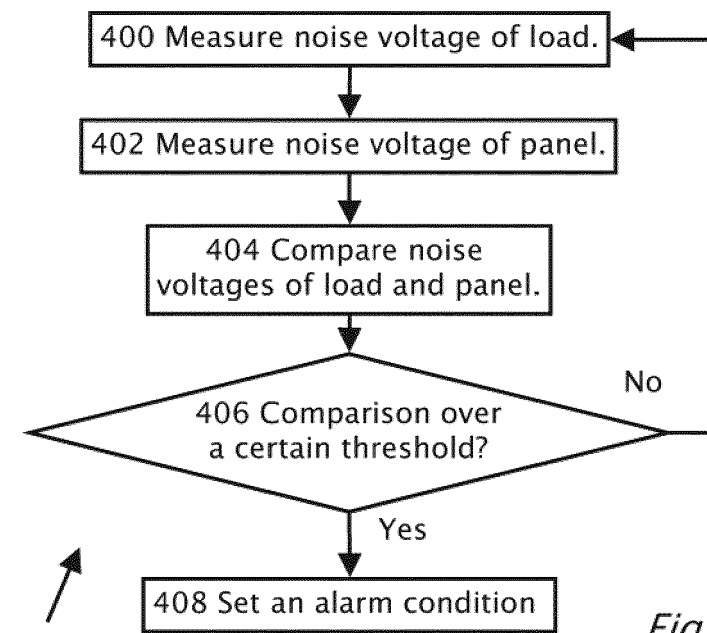 400 Measure noise voltage of load.
402 Measure noise voltage of panel.
404 Compare noise
voltages of load and panel.
No
406 Comparison over
a certain threshold?
Yes
408 Set an alarm condition
Fig